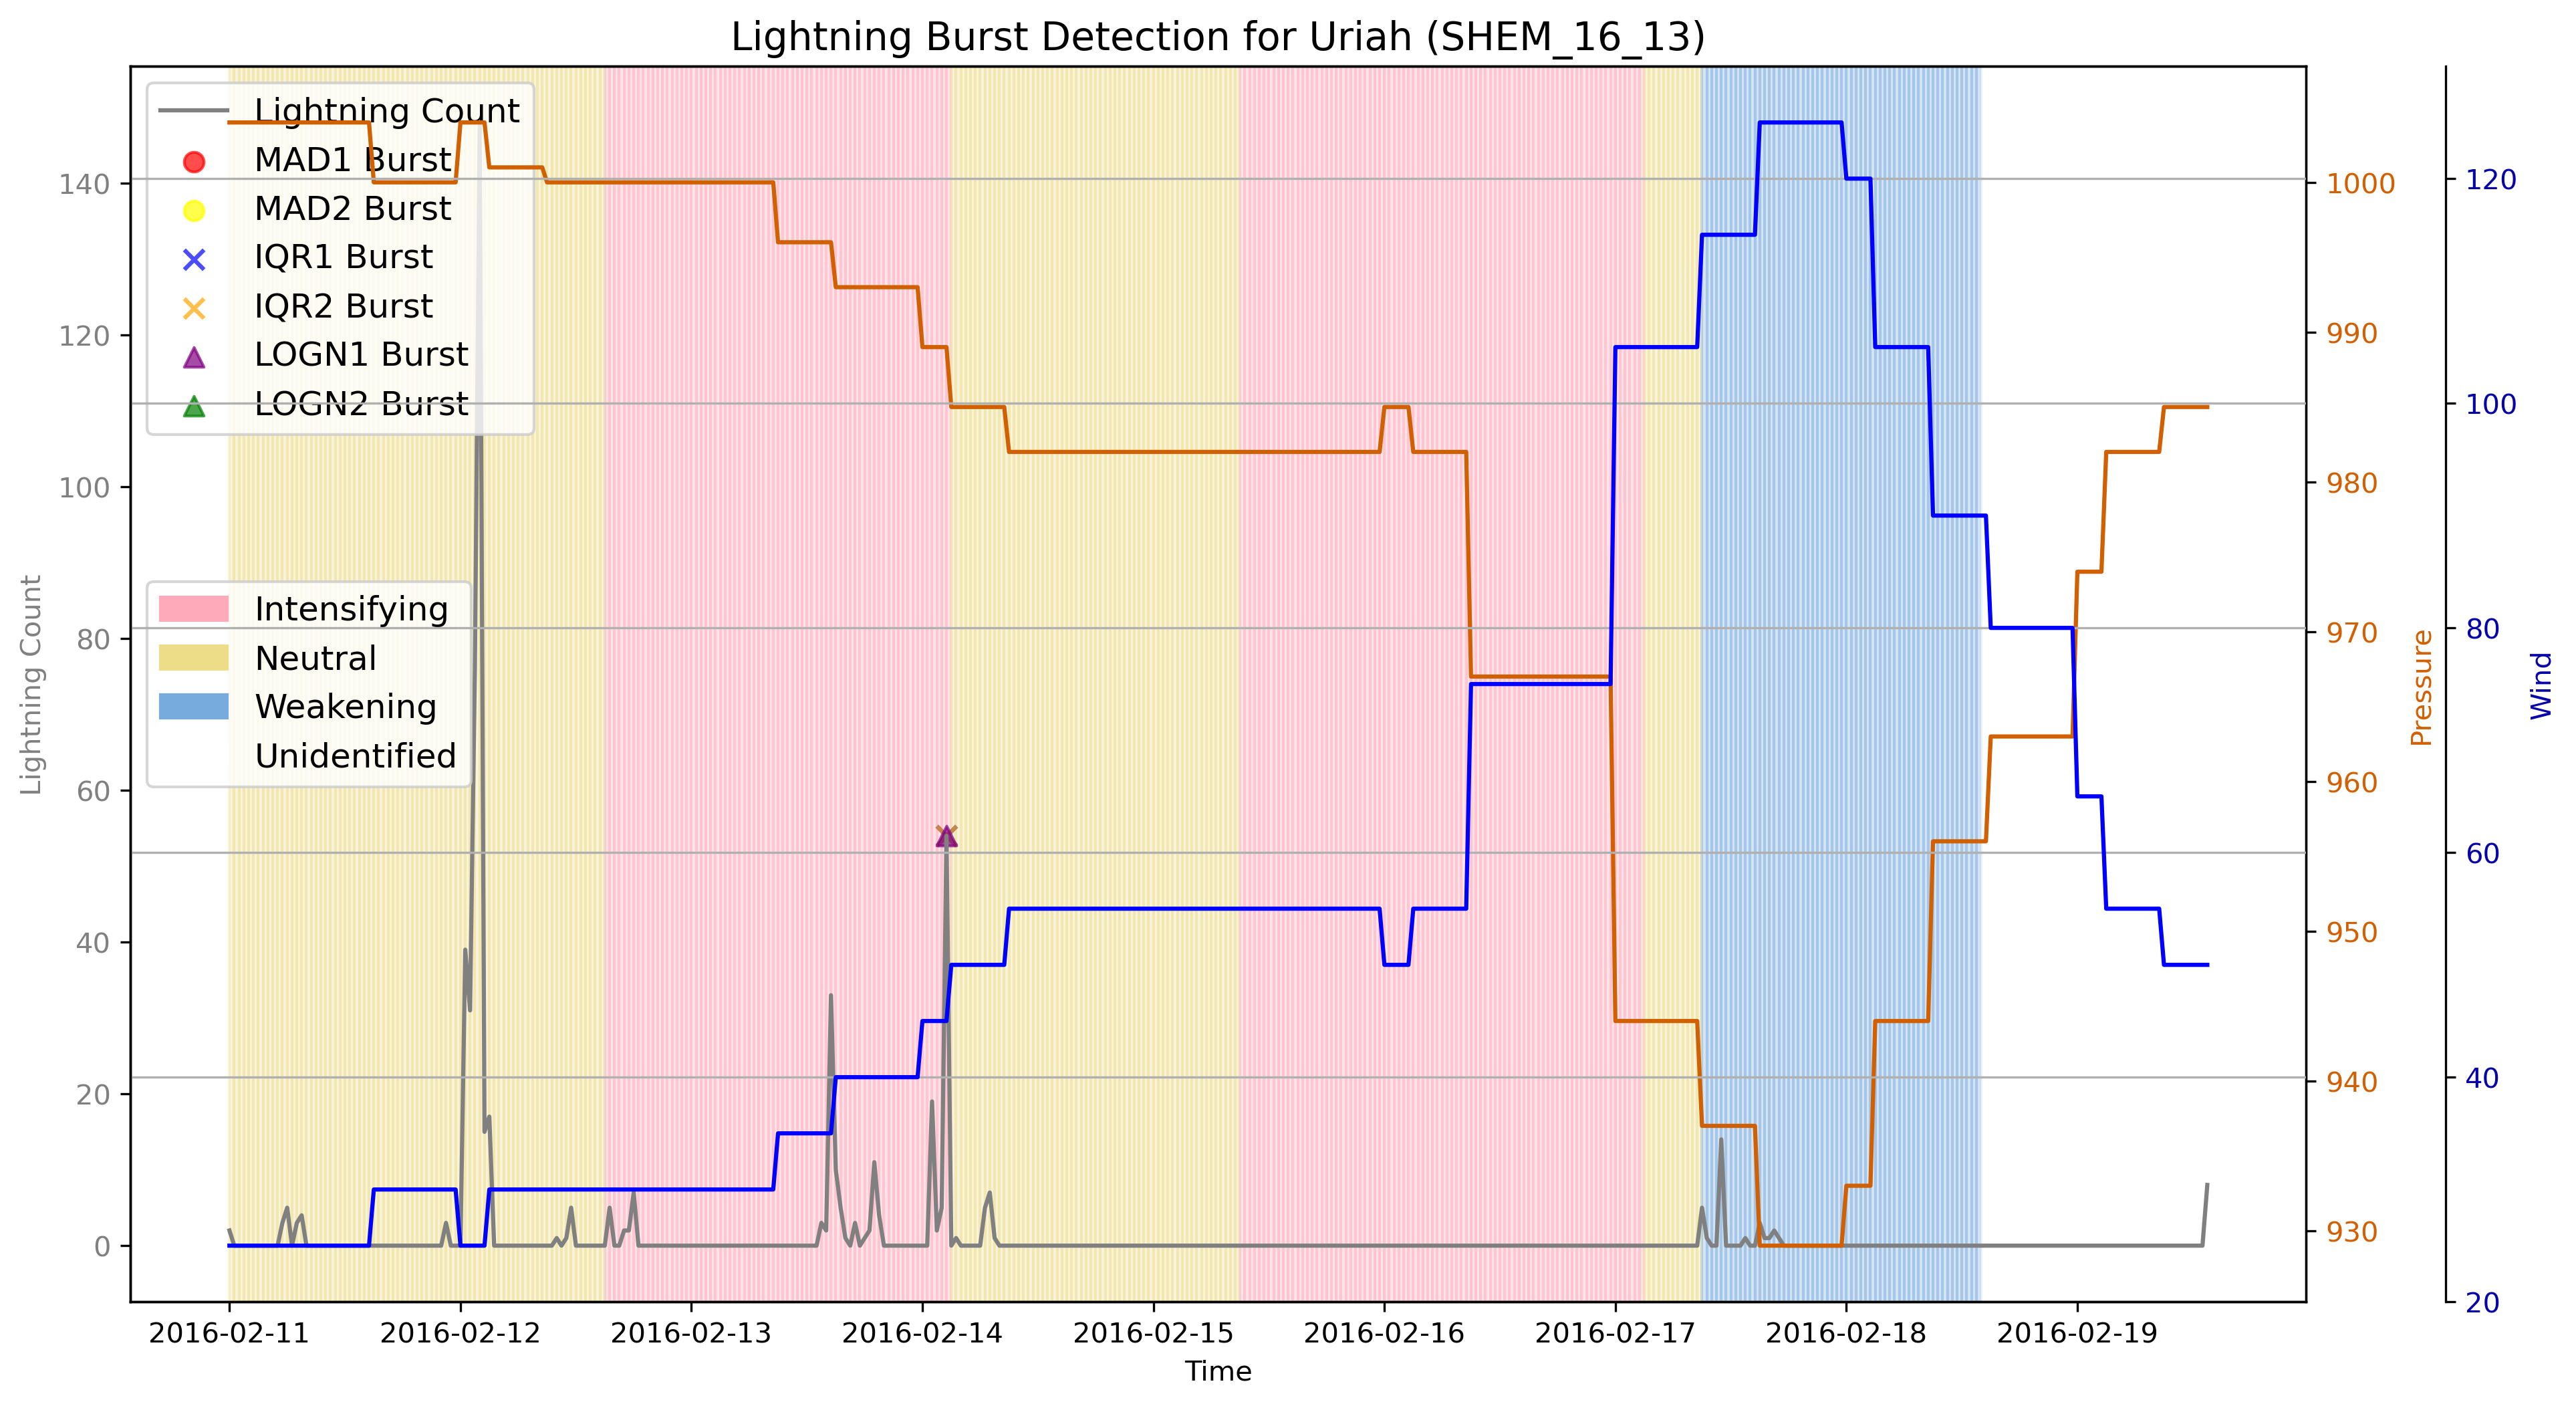 Lightning Burst Detection for Uriah (SHEM_16_13)
Lightning Count
MAD1 Burst
MAD2 Burst
IQR1 Burst
IQR2 Burst
LOGN1 Burst
LOGN2 Burst
Intensifying
Neutral
Weakening
Unidentified
Lightning Count
140
120
100
80
60
40
20
0
1000
990
980
970
960
950
940
930
Pressure
120
100
80
60
40
20
Wind
2016-02-11 2016-02-12 2016-02-13 2016-02-14 2016-02-15 2016-02-16 2016-02-17 2016-02-18 2016-02-19
Time